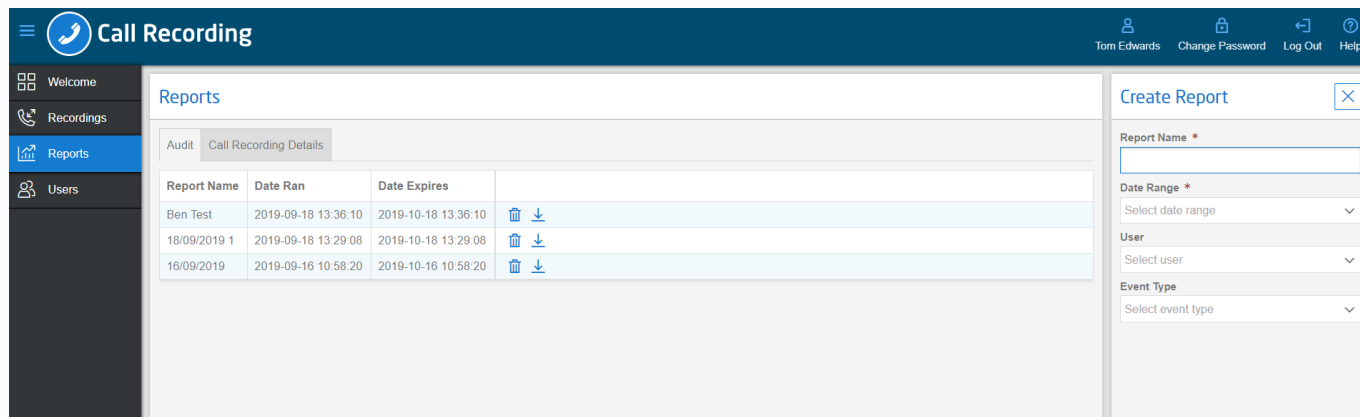 Call Recording
Tom Edwards Change Password Log Out Help
Welcome
Recordings
Reports
Users
Reports
Audit Call Recording Details
Report Name Date Ran Date Expires
Ben Test 2019-09-18 13:36:10 2019-10-18 13:36:10
18/09/2019 1 2019-09-18 13:29:08 2019-10-18 13:29:08
16/09/2019 2019-09-16 10:58:20 2019-10-16 10:58:20
Create Report
Report Name *
Date Range *
Select date range
User
Select user
Event Type
Select event type